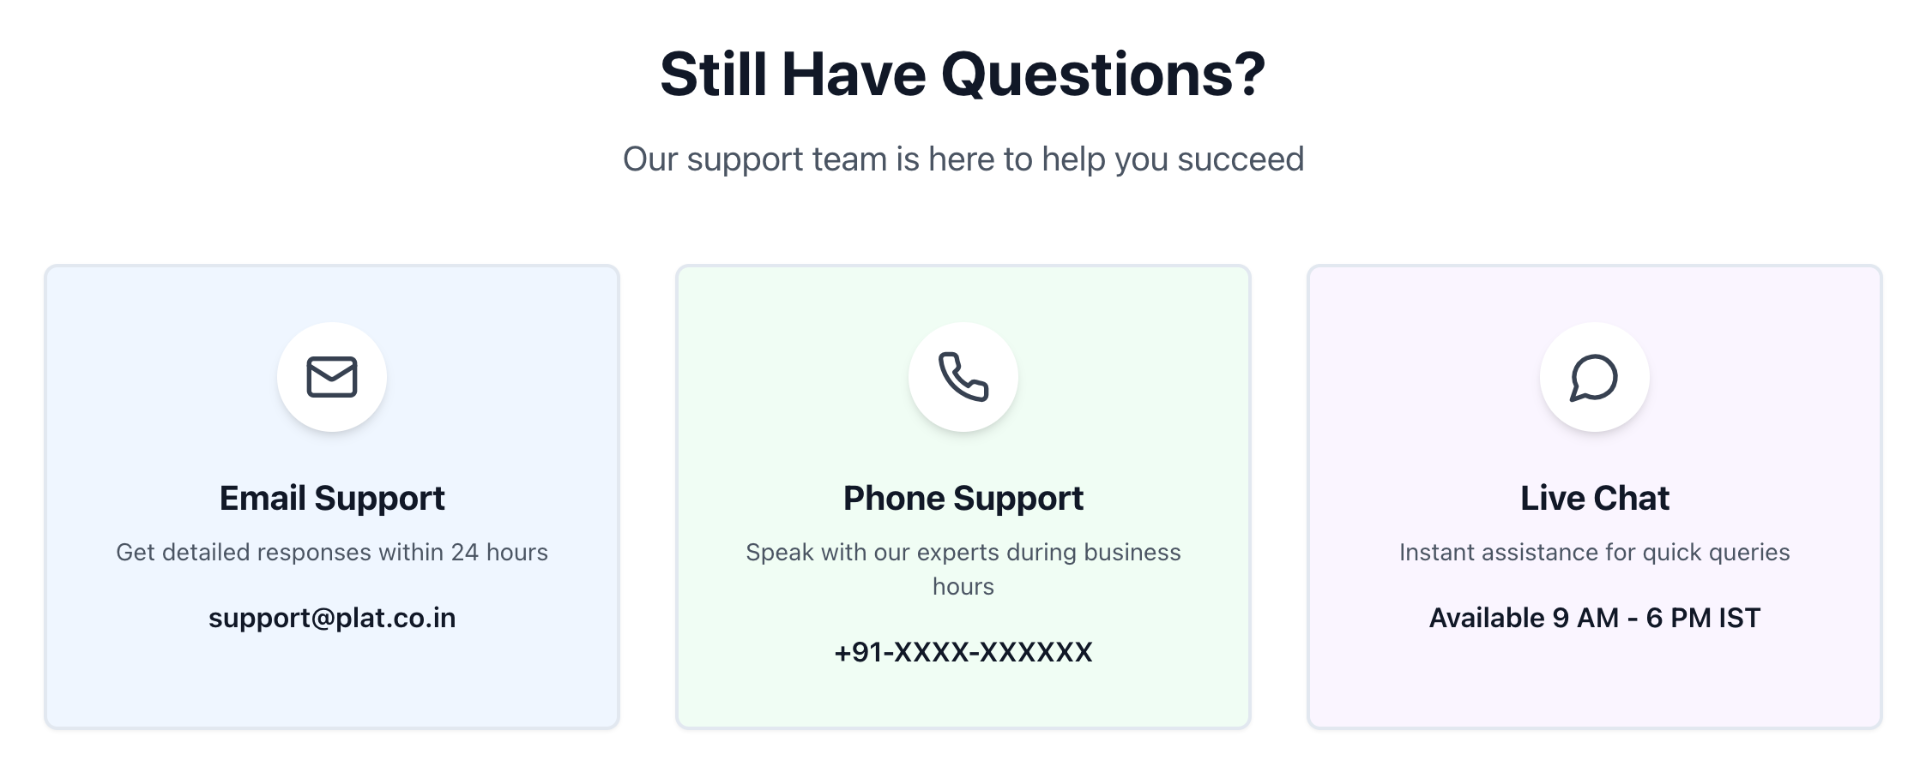 Still Have Questions?
Our support team is here to help you succeed
Email Support
Get detailed responses within 24 hours
support@plat.co.in
Phone Support
Speak with our experts during business
hours
+91-XXXX-XXXXXX
Live Chat
Instant assistance for quick queries
Available 9 AM - 6 PM IST